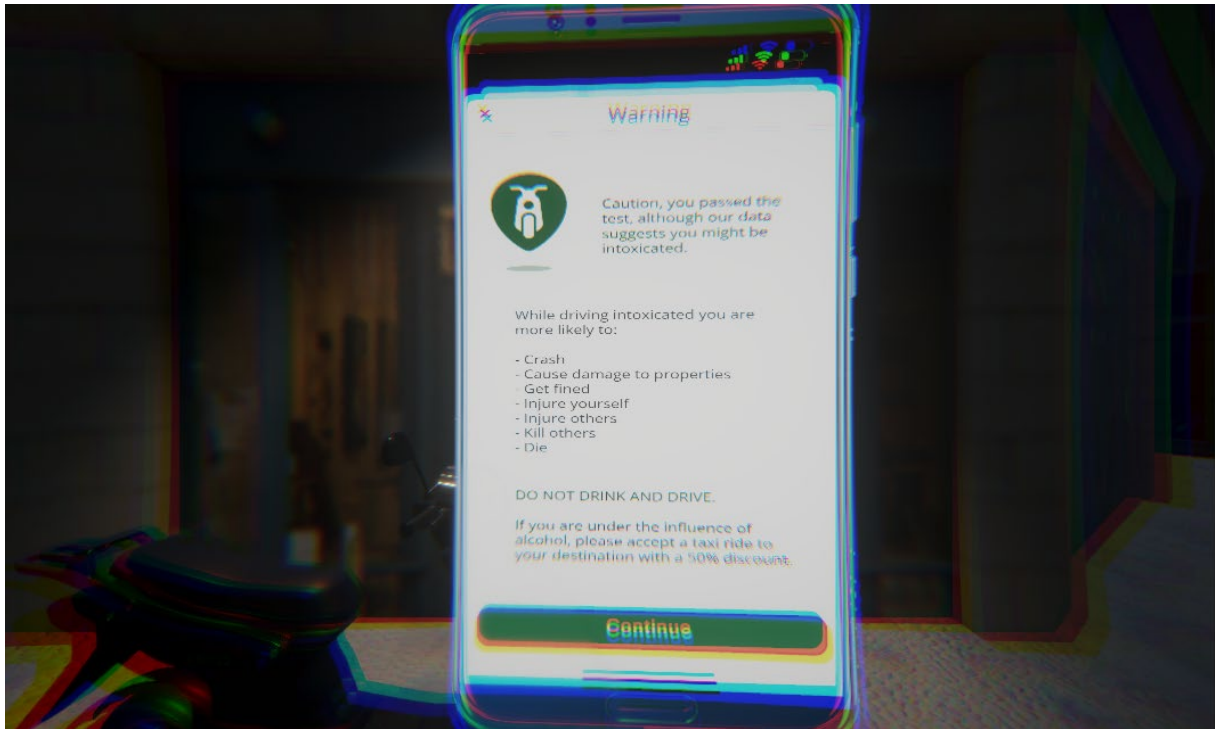 Warning
Caution, you passed the
test, although our data
suggests you might be
intoxicated.
While driving intoxicated you are
more likely to:
- Crash
- Cause damage to properties
- Get fined
- Injure yourself
- Injure others
- Kill others
- Die
DO NOT DRINK AND DRIVE.
If you are under the influence of
alcohol, please accept a taxi ride to
your destination with a 50% discount.
Continue